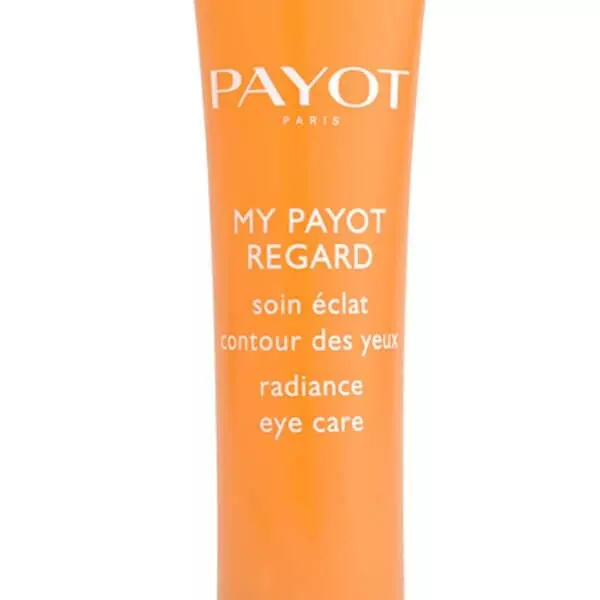 PAYOT
PARIS
MY PAYOT
REGARD
soin éclat
contour des yeux
radiance
eye care